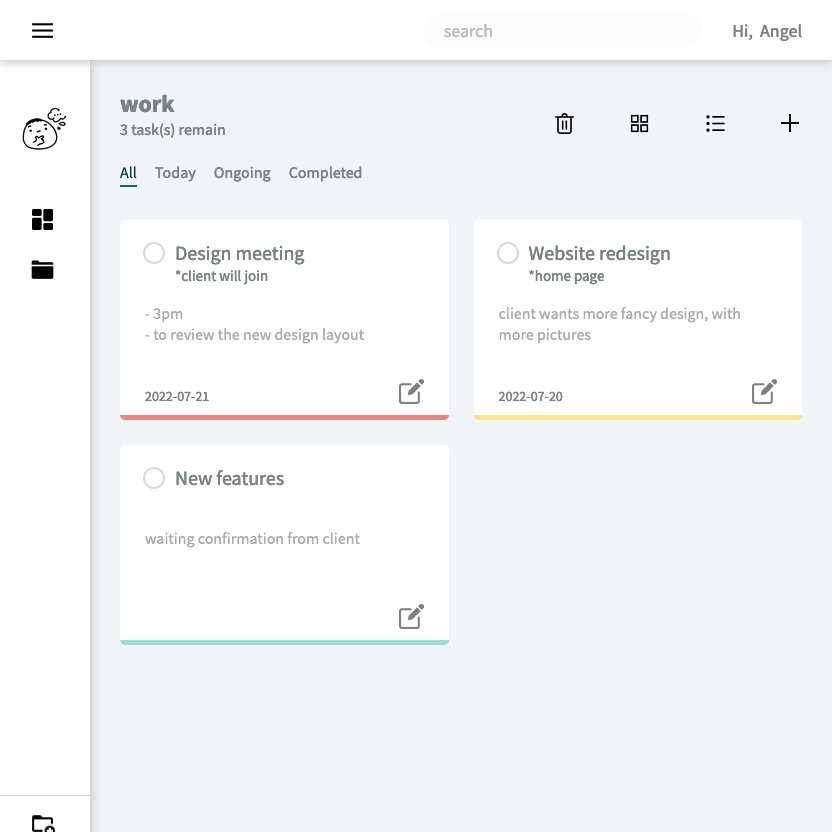 search
Hi, Angel
work
3 task(s) remain
All Today Ongoing Completed
Design meeting
*client will join
- 3pm
- to review the new design layout
2022-07-21
Website redesign
*home page
client wants more fancy design, with
more pictures
2022-07-20
New features
waiting confirmation from client